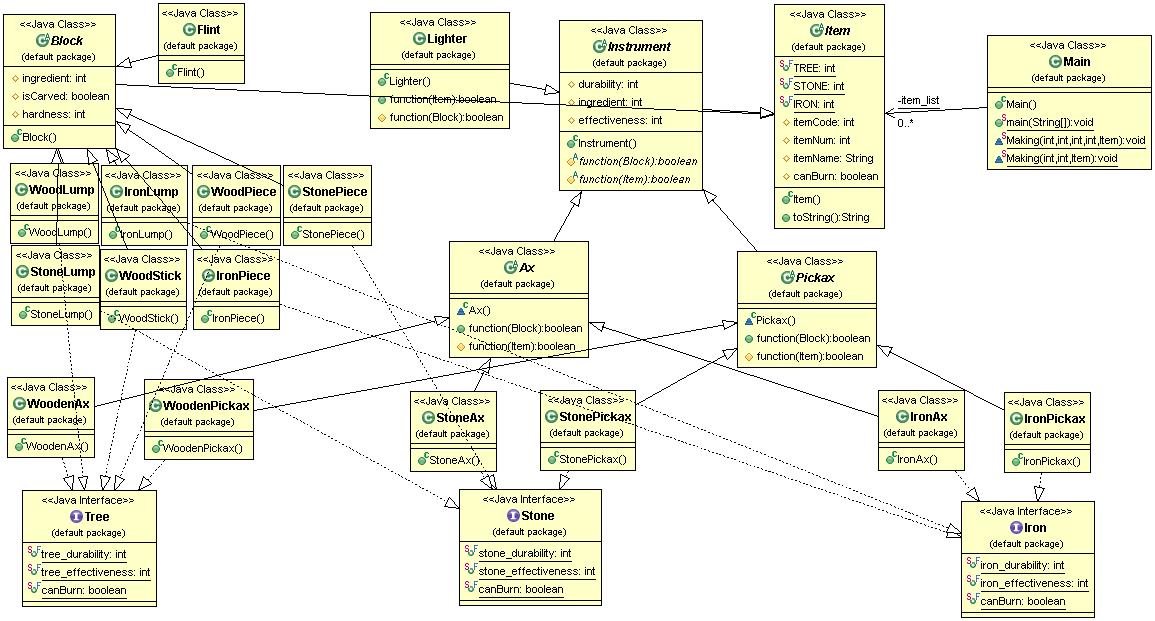 <<Java Class>>
Block
(default package)
ingredient: int
isCarved: boolean
hardness: int
Block()
<<Java Class>>
Flint
(default package)
Flint()
<<Java Class>>
Lighter
(default package)
Lighter()
function(Item):boolean
function(Block):boolean
<<Java Class>>
Instrument
(default package)
durability: int
ingredient: int
effectiveness: int
Instrument()
function(Block):boolean
function(Item):boolean
<<Java Class>>
Item
(default package)
TREE: int
STONE: int
IRON: int
itemCode: int
itemNum: int
itemName: String
canBurn: boolean
Item()
toString():String
-item_list
0..*
<<Java Class>>
Main
(default package)
Main()
main(String[]):void
Making(int,int,int,int,Item):void
Making(int,int,Item):void
<<Java Class>>
WoodLump
(default package)
WoodLump()
<<Java Class>>
IronLump
(default package)
IronLump()
<<Java Class>>
WoodPiece
(default package)
WoodPiece()
<<Java Class>>
StonePiece
(default package)
StonePiece()
<<Java Class>>
StoneLump
(default package)
StoneLump()
<<Java Class>>
WoodStick
(default package)
WoodStick()
<<Java Class>>
IronPiece
(default package)
IronPiece()
<<Java Class>>
Ax
(default package)
Ax()
function(Block):boolean
function(Item):boolean
<<Java Class>>
Pickax
(default package)
Pickax()
function(Block):boolean
function(Item):boolean
<<Java Class>>
WoodenAx
(default package)
WoodenAx()
<<Java Class>>
WoodenPickax
(default package)
WoodenPickax()
<<Java Class>>
StoneAx
(default package)
StoneAx()
<<Java Class>>
StonePickax
(default package)
StonePickax()
<<Java Class>>
IronAx
(default package)
IronAx()
<<Java Class>>
IronPickax
(default package)
IronPickax()
<<Java Interface>>
Tree
(default package)
tree_durability: int
tree_effectiveness: int
canBurn: boolean
<<Java Interface>>
Stone
(default package)
stone_durability: int
stone_effectiveness: int
canBurn: boolean
<<Java Interface>>
Iron
(default package)
iron_durability: int
iron_effectiveness: int
canBurn: boolean